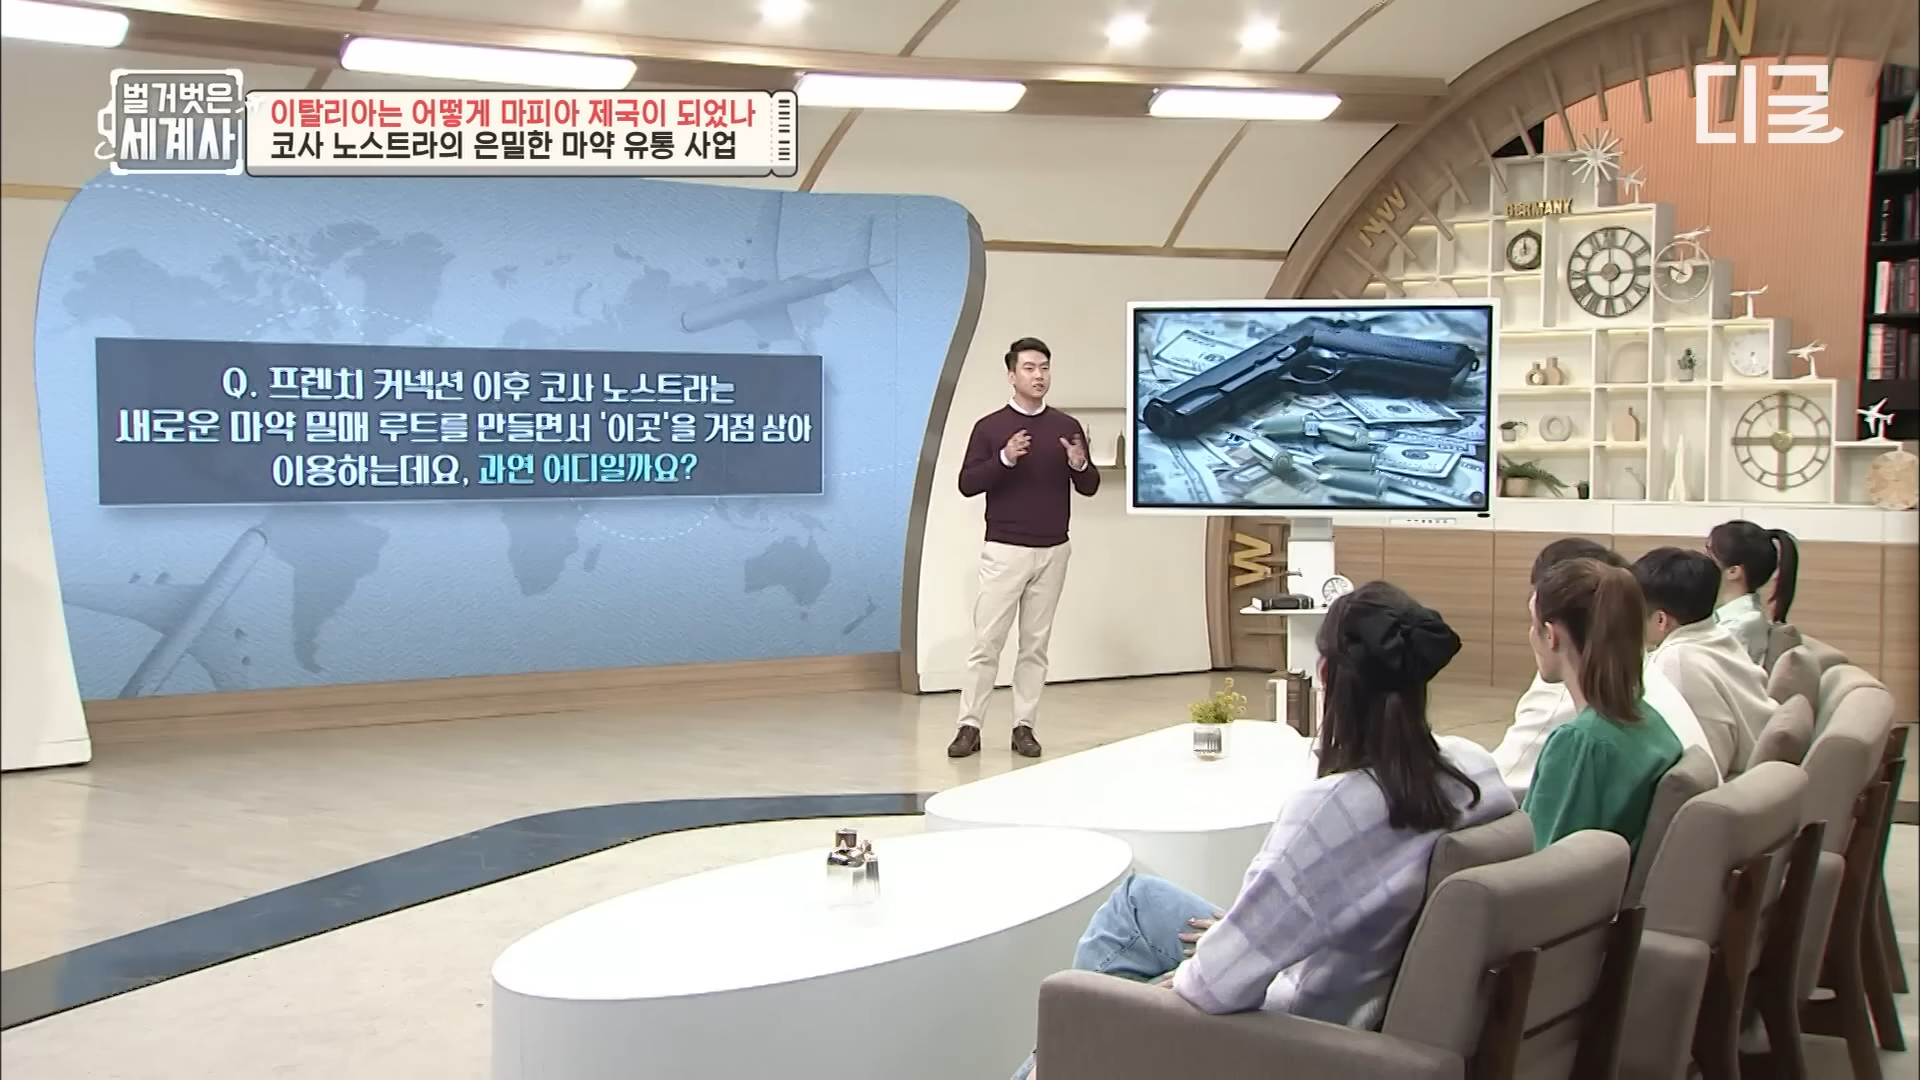 벌거벗은
세계사
이탈리아는 어떻게 마피아 제국이 되었나
코사 노스트라의 은밀한 마약 유통 사업
디글
N
NW
GERMANY
W
Q. 프렌치 커넥션 이후 코사 노스트라는
새로운 마약 밀매 루트를 만들면서 '이곳'을 거점 삼아
이용하는데요, 과연 어디일까요?